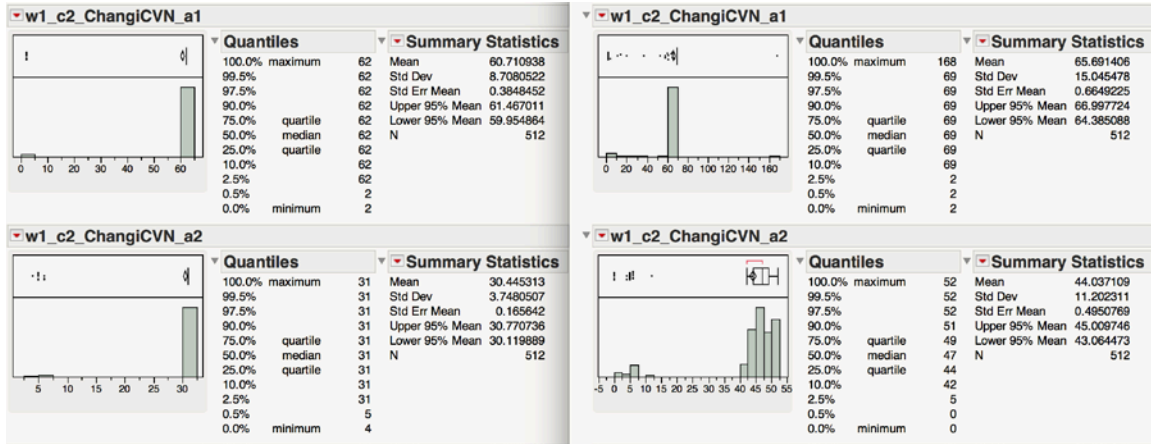 w1_c2_ChangiCVN_a1
Quantiles
100.0% maximum 62
99.5% 62
97.5% 62
90.0% 62
75.0% quartile 62
50.0% median 62
25.0% quartile 62
10.0% 62
2.5% 62
0.5% 2
0.0% minimum 2
Summary Statistics
Mean 60.710938
Std Dev 8.7080522
Std Err Mean 0.3848452
Upper 95% Mean 61.467011
Lower 95% Mean 59.954864
N 512
0 10 20 30 40 50 60
w1_c2_ChangiCVN_a1
Quantiles
100.0% maximum 168
99.5% 69
97.5% 69
90.0% 69
75.0% quartile 69
50.0% median 69
25.0% quartile 69
10.0% 69
2.5% 2
0.5% 2
0.0% minimum 2
Summary Statistics
Mean 65.691406
Std Dev 15.045478
Std Err Mean 0.6649225
Upper 95% Mean 66.997724
Lower 95% Mean 64.385088
N 512
0 20 40 60 80 100 120 140 160
w1_c2_ChangiCVN_a2
Quantiles
100.0% maximum 31
99.5% 31
97.5% 31
90.0% 31
75.0% quartile 31
50.0% median 31
25.0% quartile 31
10.0% 31
2.5% 31
0.5% 5
0.0% minimum 4
Summary Statistics
Mean 30.445313
Std Dev 3.7480507
Std Err Mean 0.165642
Upper 95% Mean 30.770736
Lower 95% Mean 30.119889
N 512
5 10 15 20 25 30
w1_c2_ChangiCVN_a2
Quantiles
100.0% maximum 52
99.5% 52
97.5% 52
90.0% 51
75.0% quartile 49
50.0% median 47
25.0% quartile 44
10.0% 42
2.5% 5
0.5% 0
0.0% minimum 0
Summary Statistics
Mean 44.037109
Std Dev 11.202311
Std Err Mean 0.4950769
Upper 95% Mean 45.009746
Lower 95% Mean 43.064473
N 512
-5 0 5 10 15 20 25 30 35 40 45 50 55